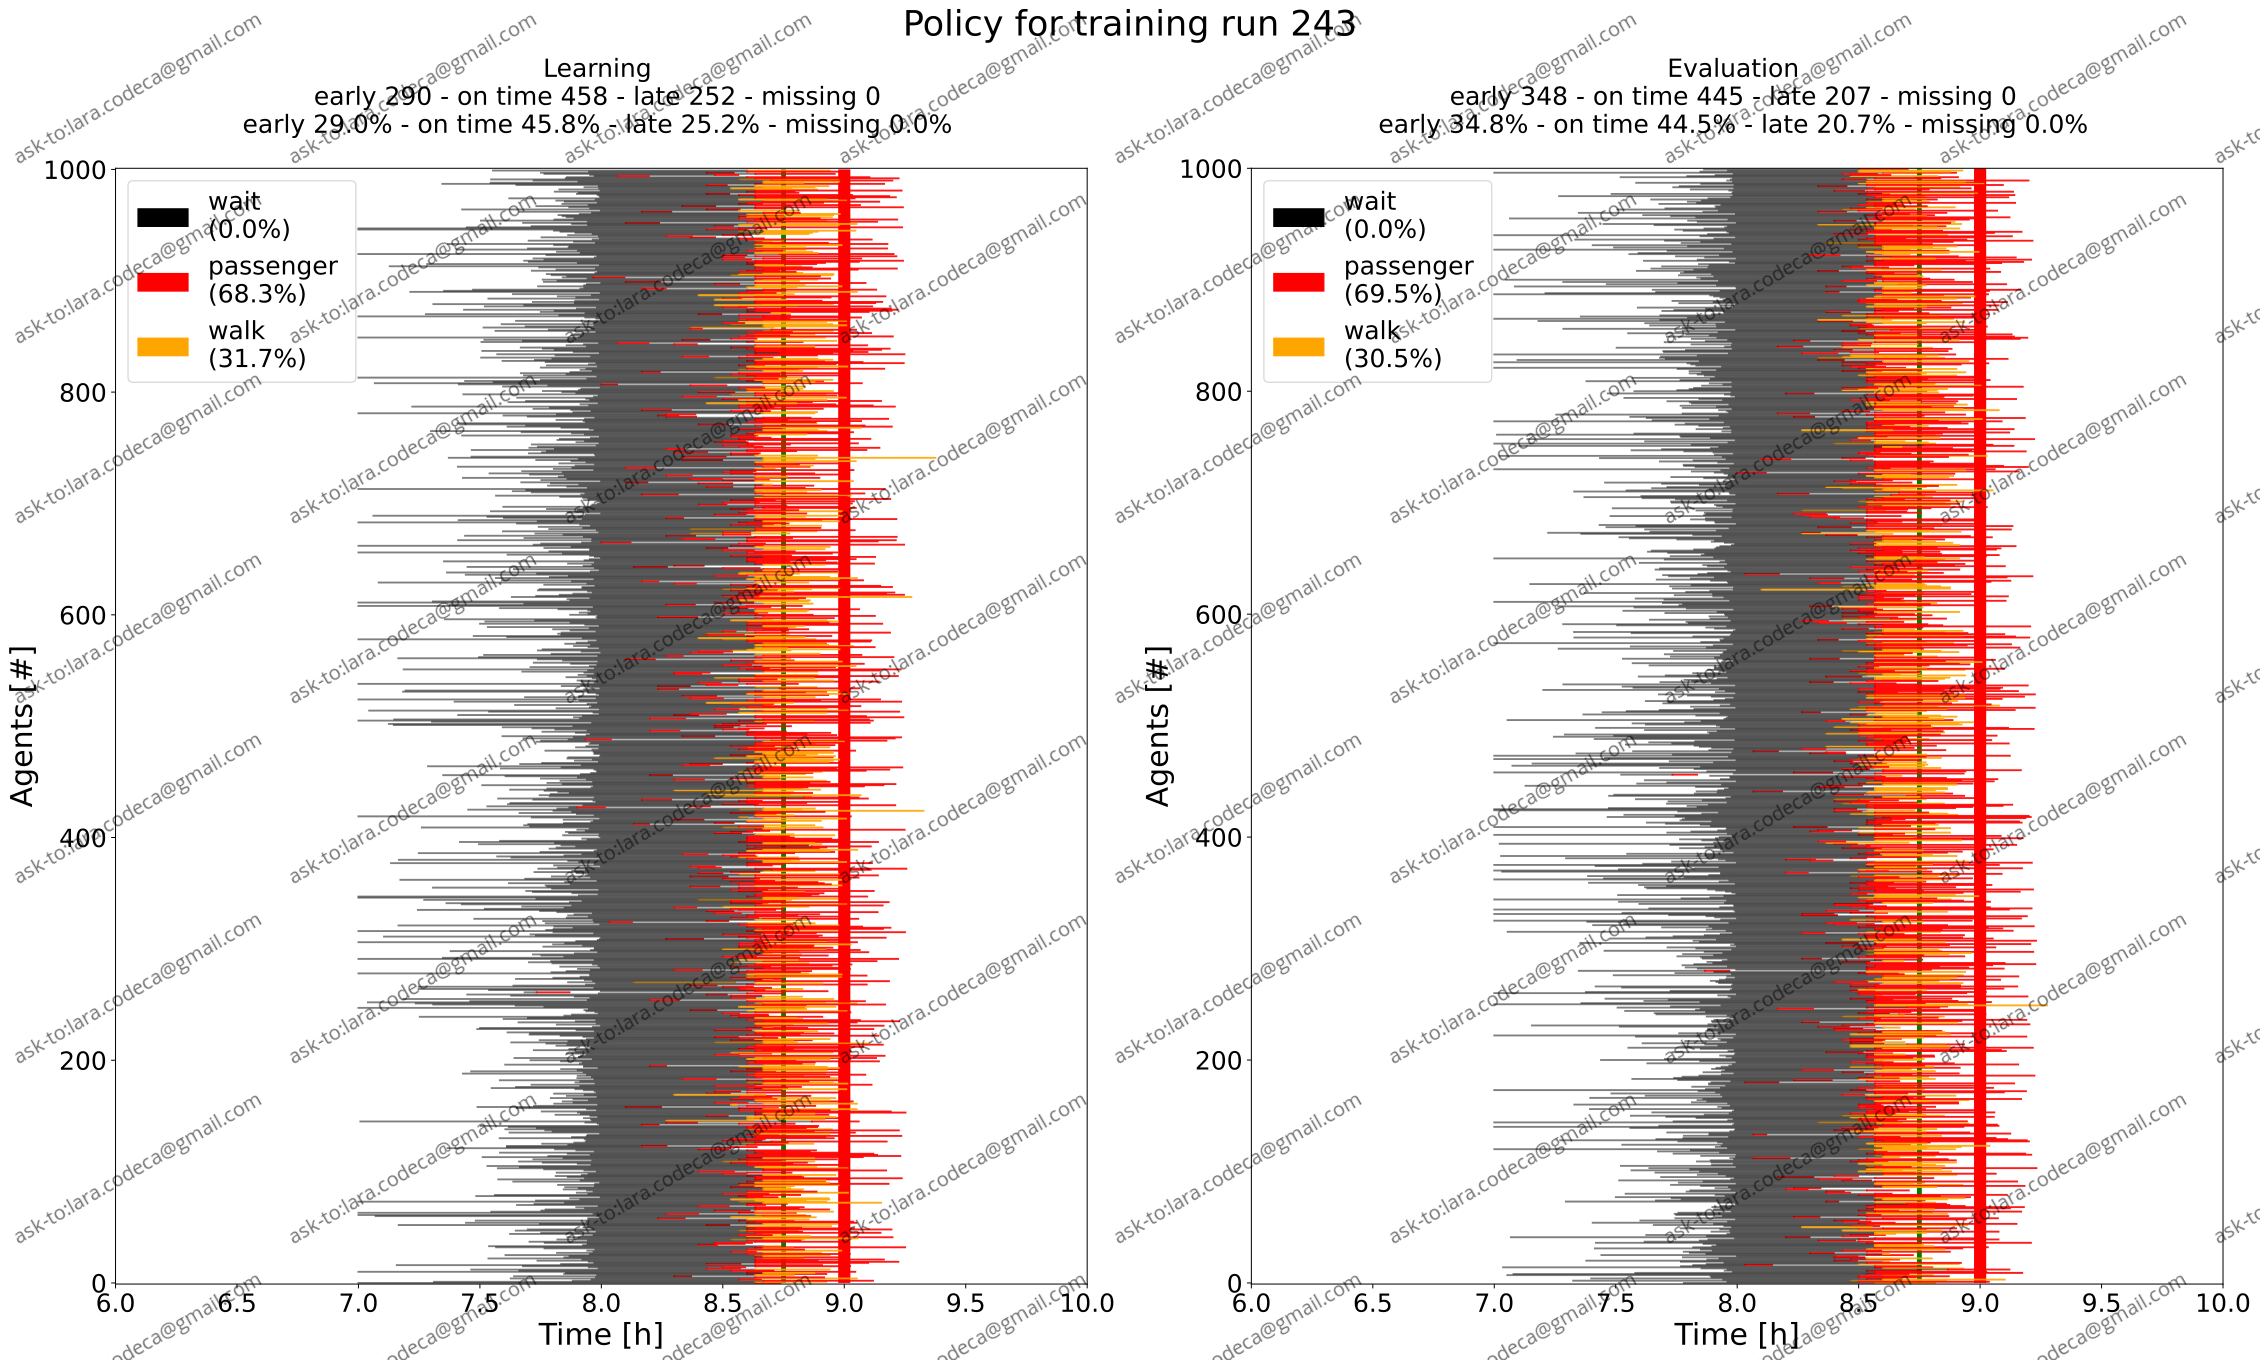 Policy for training run 243
Learning
early 290 - on time 458 - late 252 - missing 0
early 29.0% - on time 45.8% - late 25.2% - missing 0.0%
wait
(0.0%)
passenger
(68.3%)
walk
(31.7%)
Agents [#]
1000
800
600
400
200
0
6.0 6.5 7.0 7.5 8.0 8.5 9.0 9.5 10.0
Time [h]
Evaluation
early 348 - on time 445 - late 207 - missing 0
early 34.8% - on time 44.5% - late 20.7% - missing 0.0%
wait
(0.0%)
passenger
(69.5%)
walk
(30.5%)
Agents [#]
1000
800
600
400
200
0
6.0 6.5 7.0 7.5 8.0 8.5 9.0 9.5 10.0
Time [h]
ask-to:lara.codeca@gmail.com